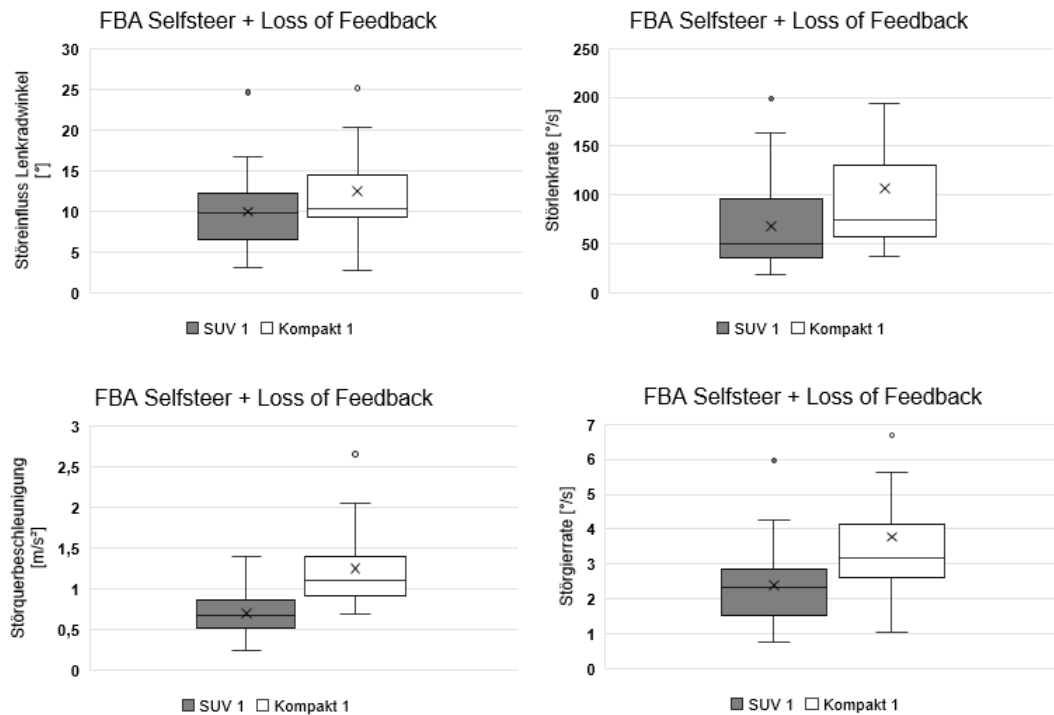 FBA Selfsteer + Loss of Feedback
Störeinfluss Lenkradwinkel
[°]
30
25
20
15
10
5
0
SUV 1 Kompakt 1
FBA Selfsteer + Loss of Feedback
Störlenkrate [°/s]
250
200
150
100
50
0
SUV 1 Kompakt 1
FBA Selfsteer + Loss of Feedback
Störquerbeschleunigung
[m/s²]
3
2,5
2
1,5
1
0,5
0
SUV 1 Kompakt 1
FBA Selfsteer + Loss of Feedback
Störgierrate [°/s]
7
6
5
4
3
2
1
0
SUV 1 Kompakt 1